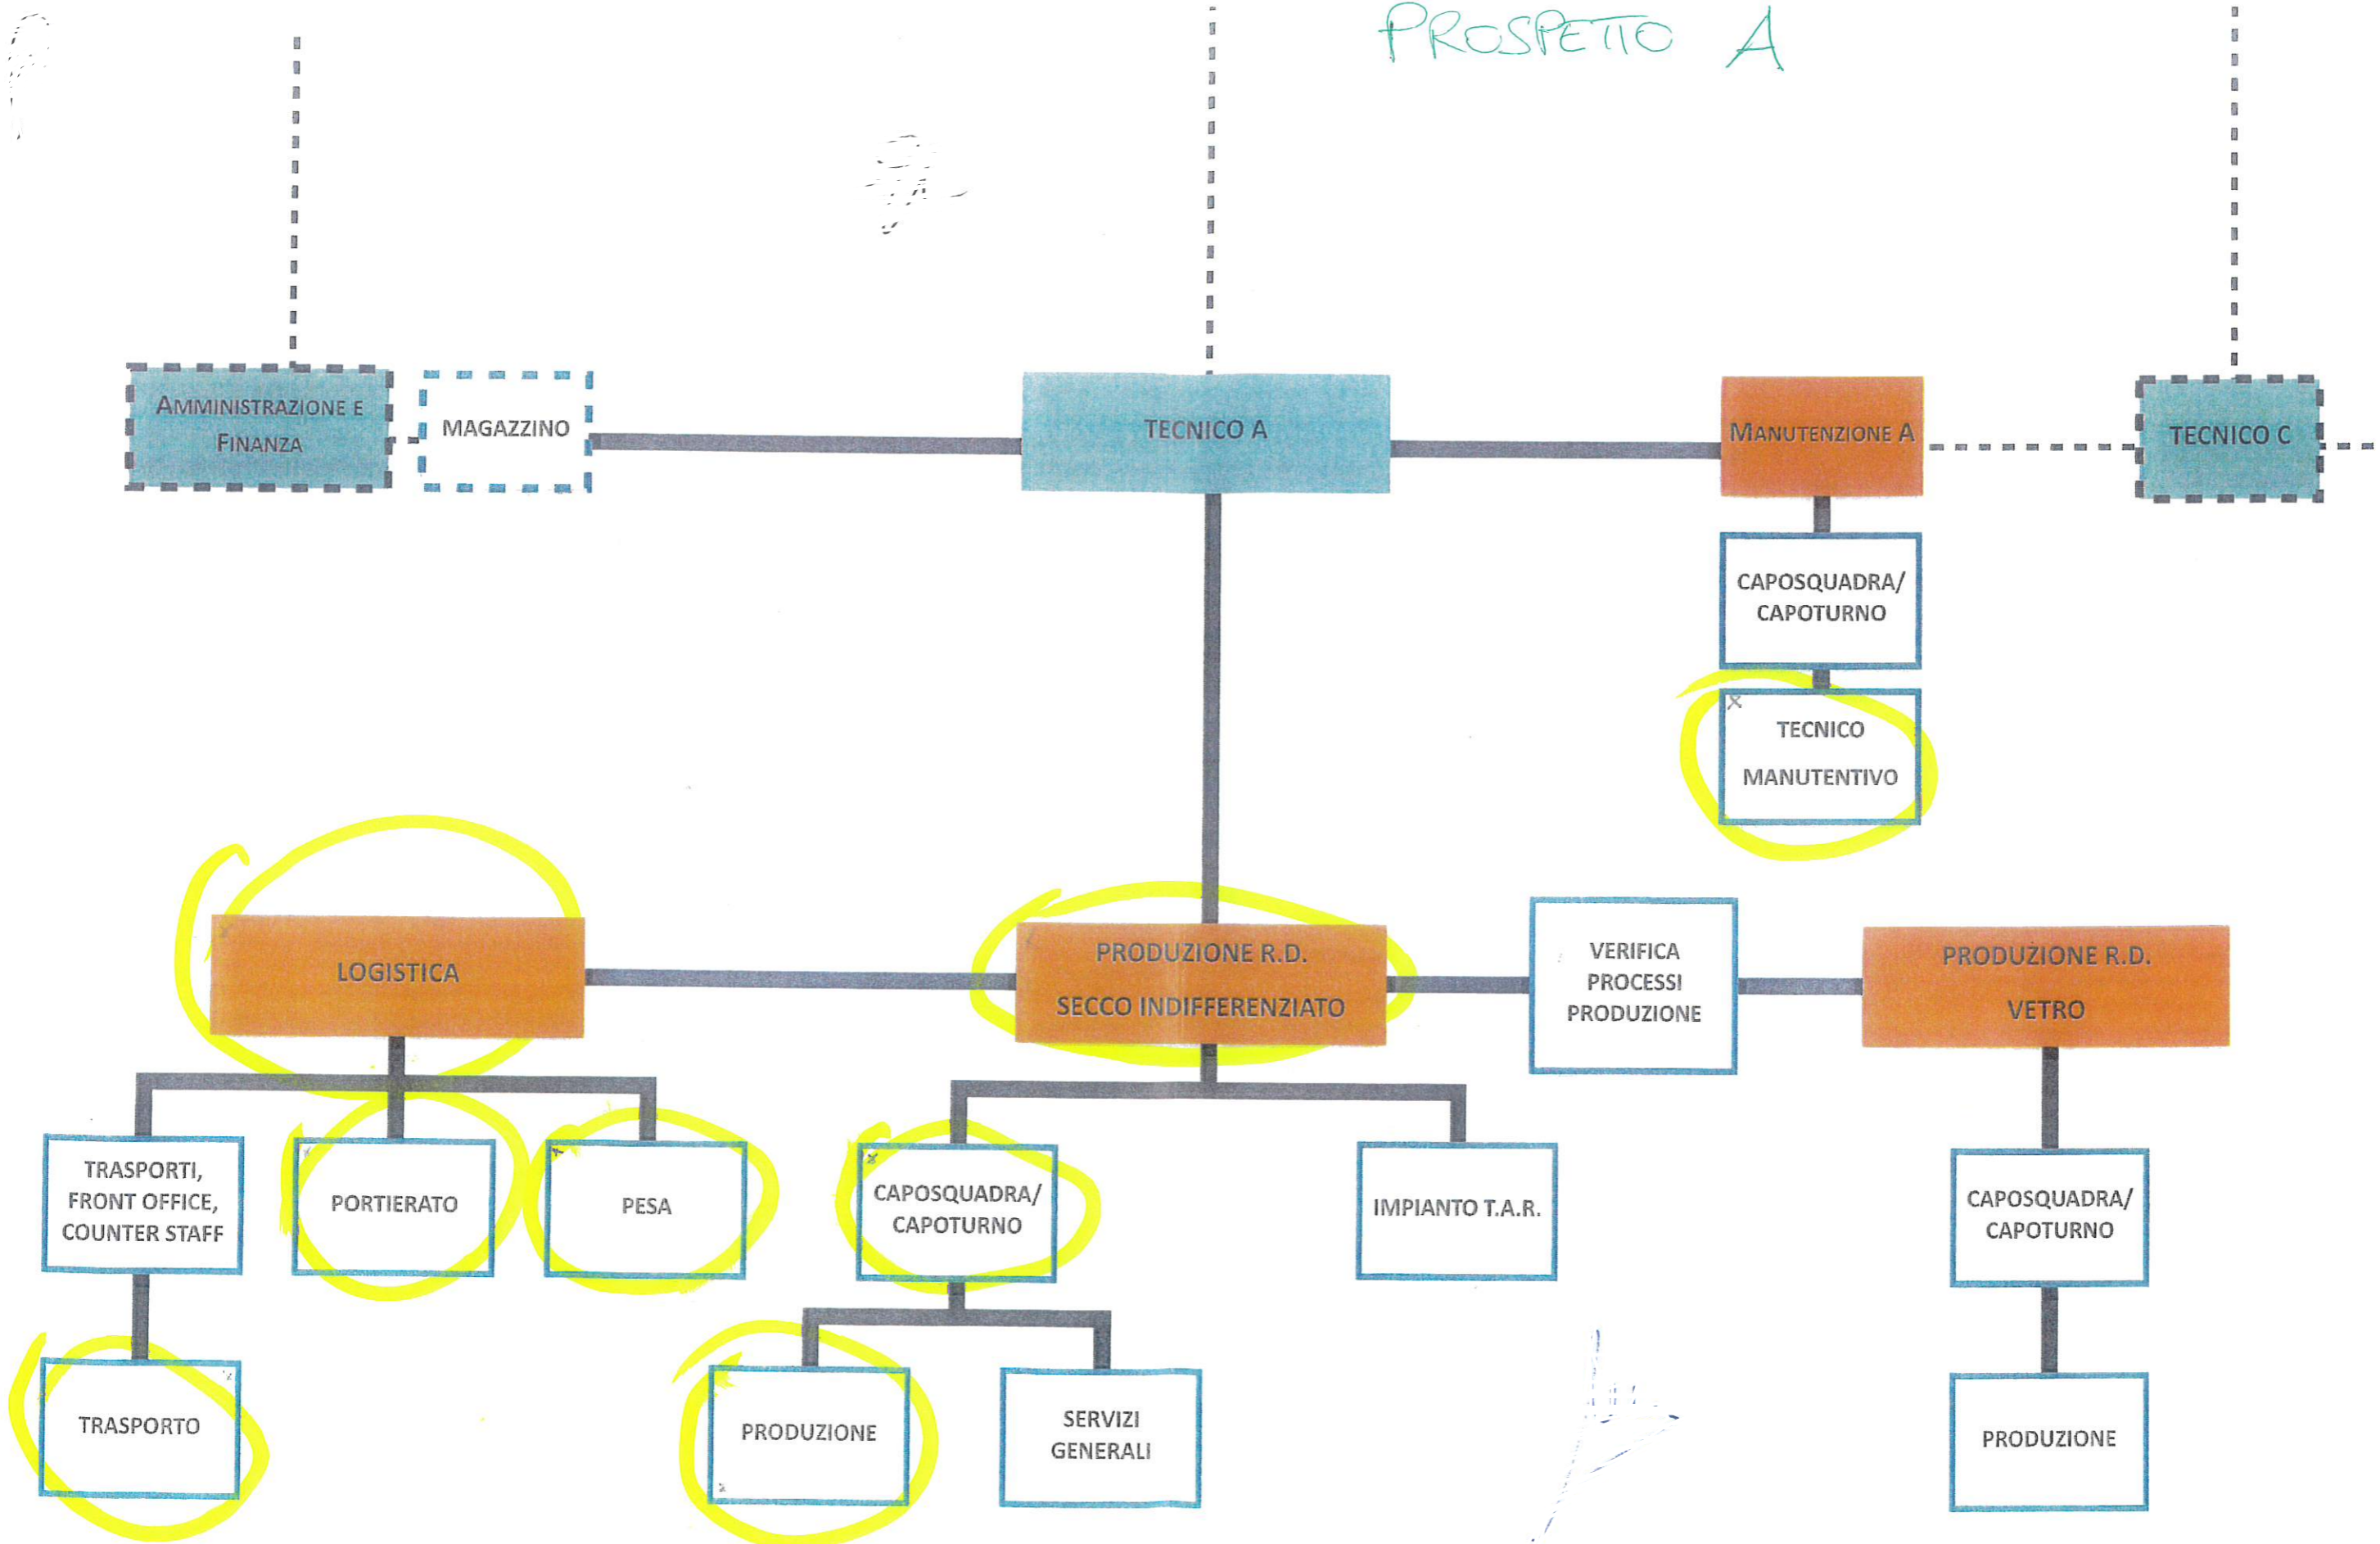 PROSPETTO A
AMMINISTRAZIONE E
FINANZA
MAGAZZINO
TECNICO A
MANUTENZIONE A
TECNICO C
CAPOSQUADRA/
CAPOTURNO
TECNICO
MANUTENTIVO
LOGISTICA
PRODUZIONE R.D.
SECCO INDIFFERENZIATO
VERIFICA
PROCESSI
PRODUZIONE
PRODUZIONE R.D.
VETRO
TRASPORTI,
FRONT OFFICE,
COUNTER STAFF
PORTIERATO
PESA
CAPOSQUADRA/
CAPOTURNO
IMPIANTO T.A.R.
CAPOSQUADRA/
CAPOTURNO
TRASPORTO
PRODUZIONE
SERVIZI
GENERALI
PRODUZIONE